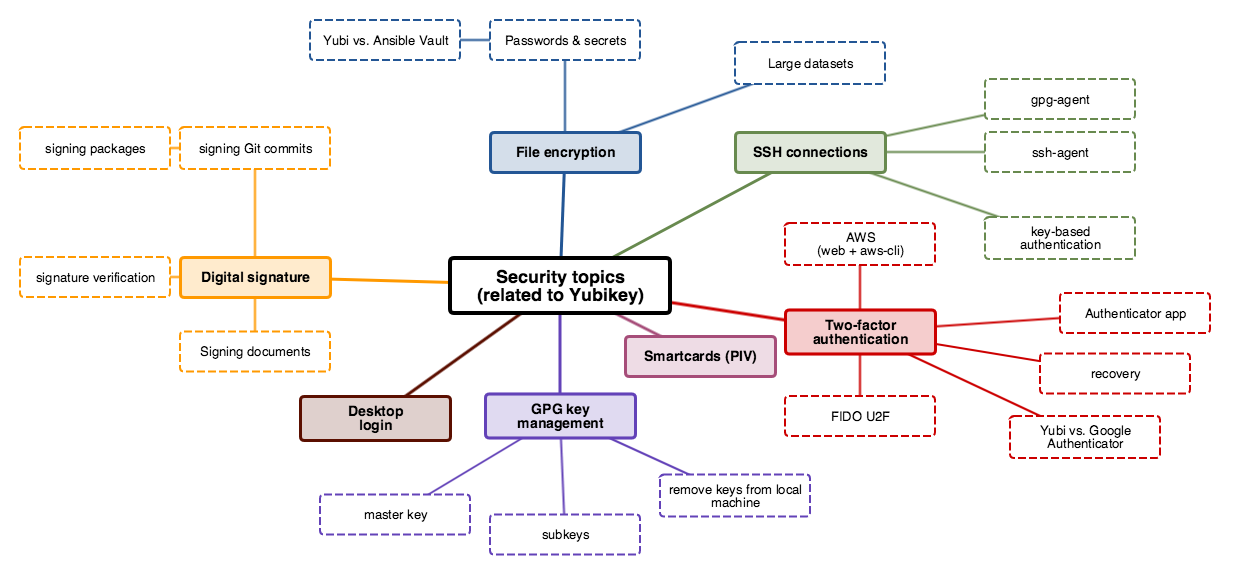 Yubi vs. Ansible Vault
Passwords & secrets
Large datasets
gpg-agent
signing packages
signing Git commits
File encryption
SSH connections
ssh-agent
key-based
authentication
AWS
(web + aws-cli)
signature verification
Digital signature
Security topics
(related to Yubikey)
Authenticator app
Two-factor
authentication
Signing documents
Smartcards (PIV)
recovery
Desktop
login
GPG key
management
FIDO U2F
Yubi vs. Google
Authenticator
master key
subkeys
remove keys from local
machine